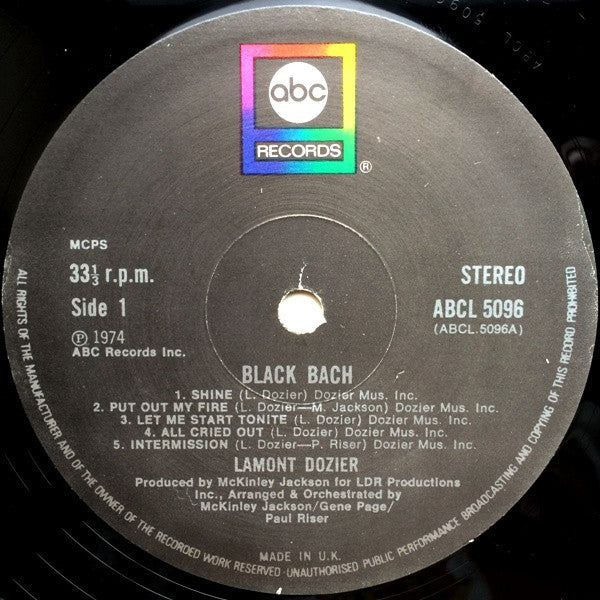 abc
RECORDS
®
MCPS
33⅓ r.p.m.
STEREO
Side 1
ABCL 5096
(ABCL.5096A)
℗ 1974
ABC Records Inc.
BLACK BACH
1. SHINE (L. Dozier) Dozier Mus. Inc.
2. PUT OUT MY FIRE (L. Dozier—M. Jackson) Dozier Mus. Inc.
3. LET ME START TONITE (L. Dozier) Dozier Mus. Inc.
4. ALL CRIED OUT (L. Dozier) Dozier Mus. Inc.
5. INTERMISSION (L. Dozier—P. Riser) Dozier Mus. Inc.
LAMONT DOZIER
Produced by McKinley Jackson for LDR Productions
Inc., Arranged & Orchestrated by
McKinley Jackson/Gene Page/
Paul Riser
MADE IN U.K.
ALL RIGHTS OF THE MANUFACTURER AND OF THE OWNER OF THE RECORDED WORK RESERVED·UNAUTHORISED PUBLIC PERFORMANCE BROADCASTING AND COPYING OF THIS RECORD PROHIBITED